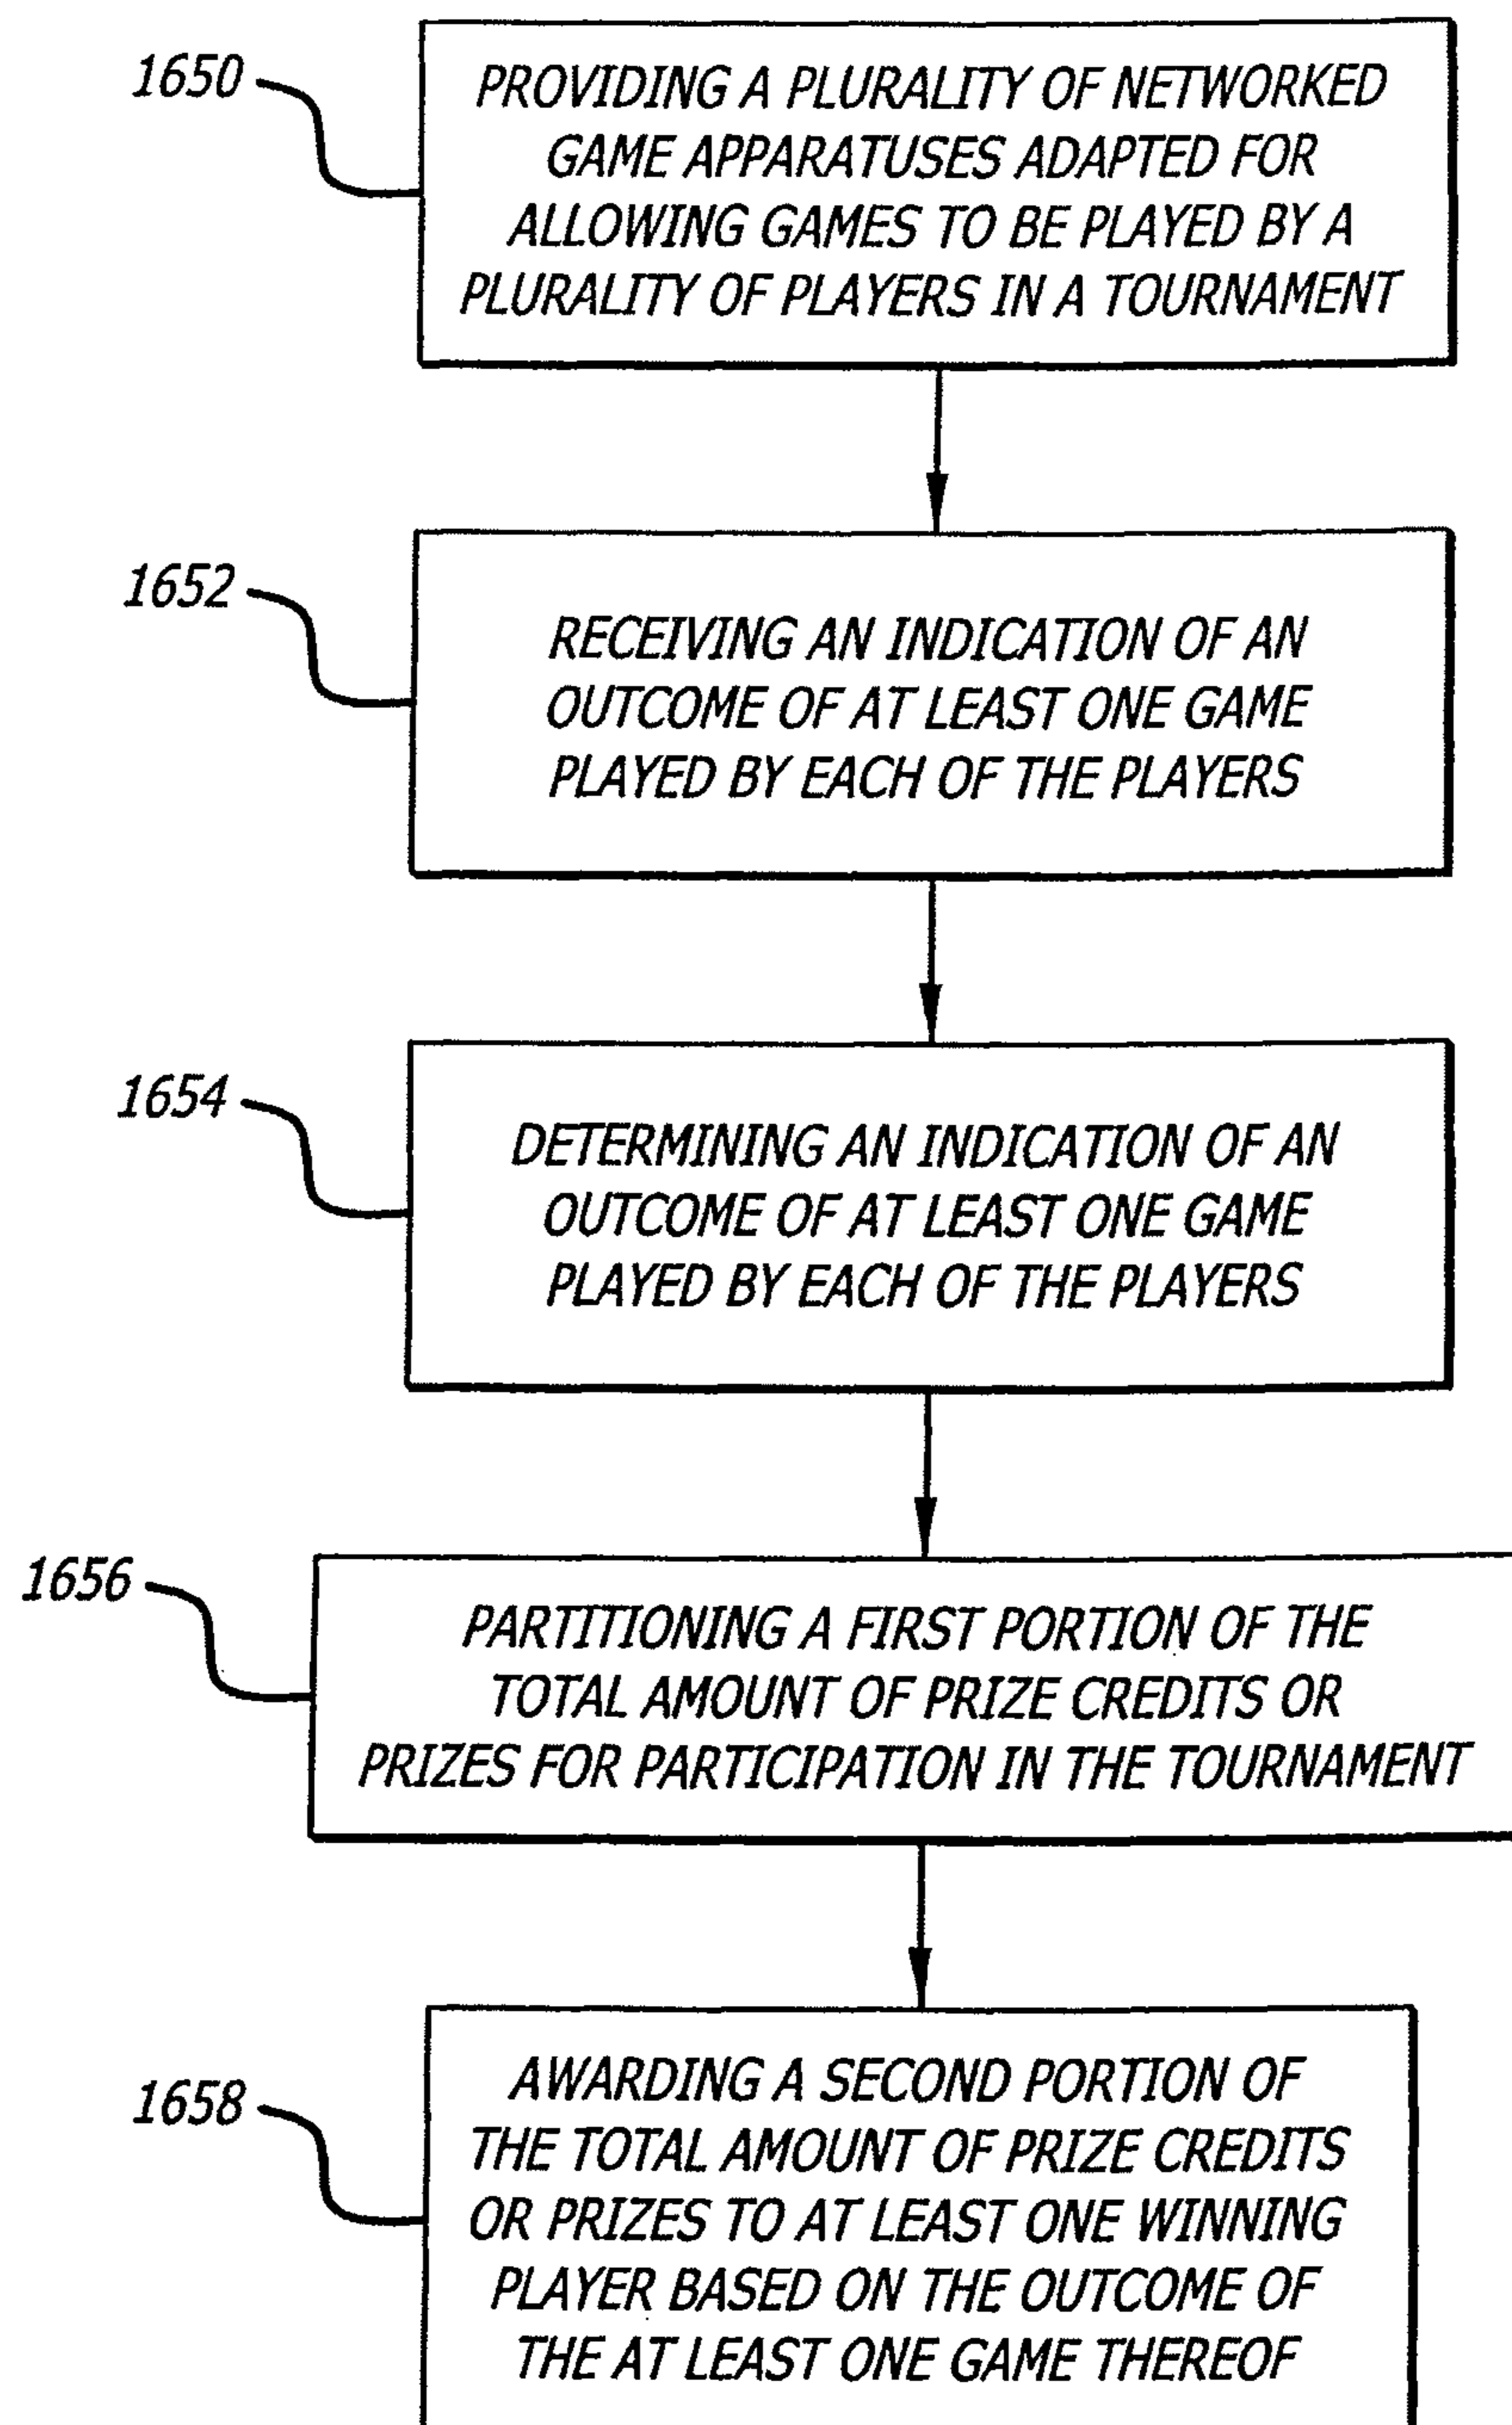 1650
PROVIDING A PLURALITY OF NETWORKED
GAME APPARATUSES ADAPTED FOR
ALLOWING GAMES TO BE PLAYED BY A
PLURALITY OF PLAYERS IN A TOURNAMENT
1652
RECEIVING AN INDICATION OF AN
OUTCOME OF AT LEAST ONE GAME
PLAYED BY EACH OF THE PLAYERS
1654
DETERMINING AN INDICATION OF AN
OUTCOME OF AT LEAST ONE GAME
PLAYED BY EACH OF THE PLAYERS
1656
PARTITIONING A FIRST PORTION OF THE
TOTAL AMOUNT OF PRIZE CREDITS OR
PRIZES FOR PARTICIPATION IN THE TOURNAMENT
1658
AWARDING A SECOND PORTION OF
THE TOTAL AMOUNT OF PRIZE CREDITS
OR PRIZES TO AT LEAST ONE WINNING
PLAYER BASED ON THE OUTCOME OF
THE AT LEAST ONE GAME THEREOF